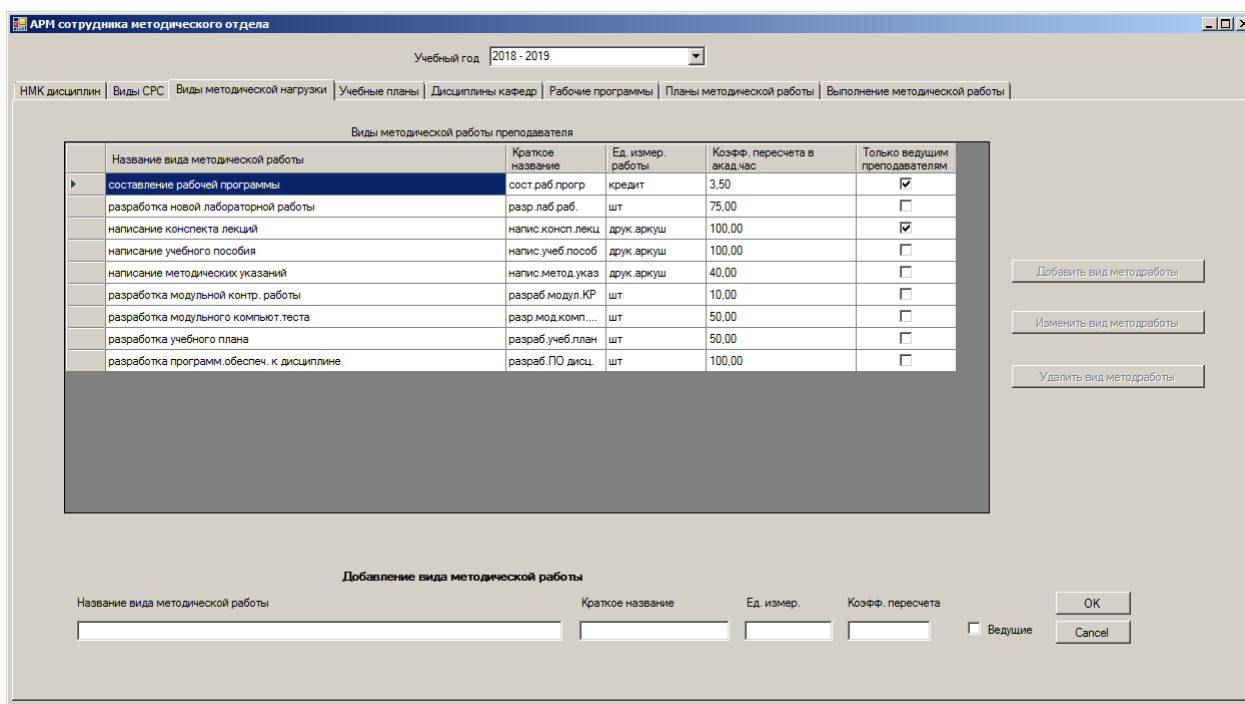 АРМ сотрудника методического отдела
Учебный год 2018 - 2019
НМК дисциплин Виды СРС Виды методической нагрузки Учебные планы Дисциплины кафедр Рабочие программы Планы методической работы Выполнение методической работы
Виды методической работы преподавателя
Название вида методической работы Краткое название Ед. измер. работы Коэфф. пересчета в акад.час Только ведущим преподавателям
составление рабочей программы сост.раб.прогр кредит 3,50
разработка новой лабораторной работы разр.лаб.раб. шт 75,00
написание конспекта лекций напис.консп.лекц друк.аркуш 100,00
написание учебного пособия напис.учеб.пособ друк.аркуш 100,00
написание методических указаний напис.метод.указ друк.аркуш 40,00
разработка модульной контр. работы разраб.модул.КР шт 10,00
разработка модульного компьют.теста разр.мод.комп.... шт 50,00
разработка учебного плана разраб.учеб.план шт 50,00
разработка программ.обеспеч. к дисциплине разраб.ПО дисц. шт 100,00
Добавить вид методработы
Изменить вид методработы
Удалить вид методработы
Добавление вида методической работы
Название вида методической работы Краткое название Ед. измер. Коэфф. пересчета
OK
Ведущие
Cancel